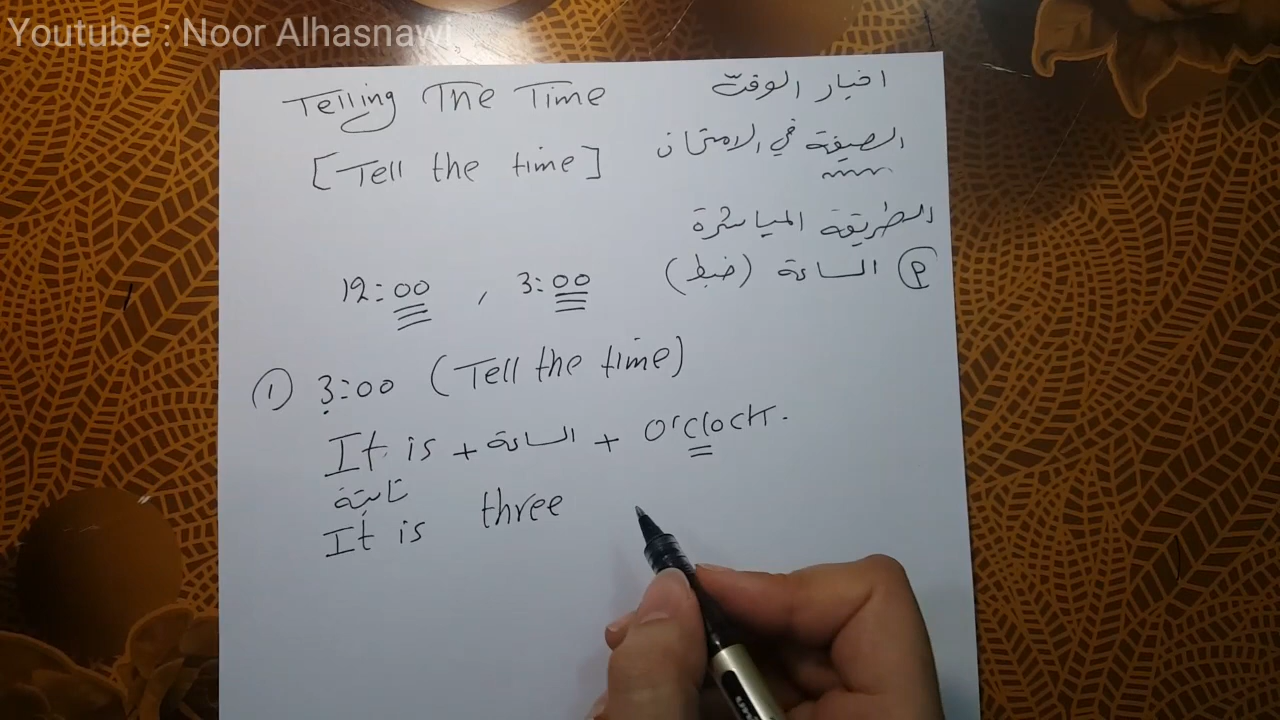 Youtube : Noor Alhasnawi
Telling The Time اخبار الوقت
[Tell the time] الصيغة في الامتحان
الطريقة المباشرة
12:00 , 3:00 (ضبط) الساعة م
① 3:00 (Tell the time)
It is + الساعة + O'clock.
ثابتة
It is three